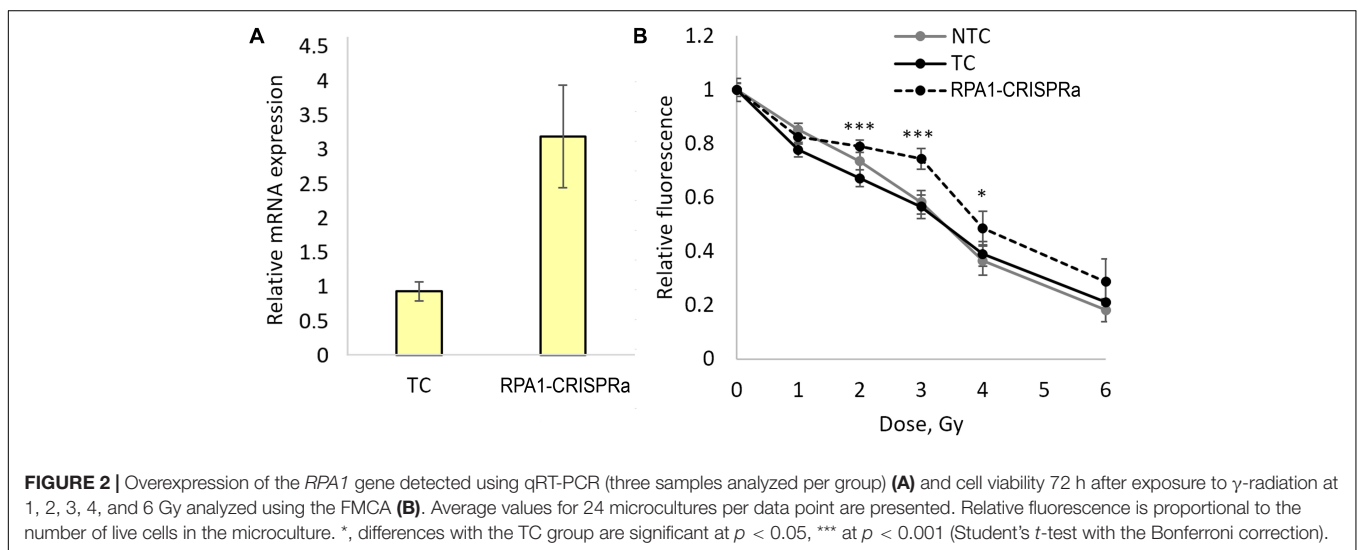 A
Relative mRNA expression
4.5
4
3.5
3
2.5
2
1.5
1
0.5
0
TC RPA1-CRISPRa
B
Relative fluorescence
1.2
1
0.8
0.6
0.4
0.2
0
NTC
TC
RPA1-CRISPRa
*** ***
*
0 1 2 3 4 5 6
Dose, Gy
FIGURE 2 | Overexpression of the RPA1 gene detected using qRT-PCR (three samples analyzed per group) (A) and cell viability 72 h after exposure to γ-radiation at
1, 2, 3, 4, and 6 Gy analyzed using the FMCA (B). Average values for 24 microcultures per data point are presented. Relative fluorescence is proportional to the
number of live cells in the microculture. *, differences with the TC group are significant at p < 0.05, *** at p < 0.001 (Student's t-test with the Bonferroni correction).